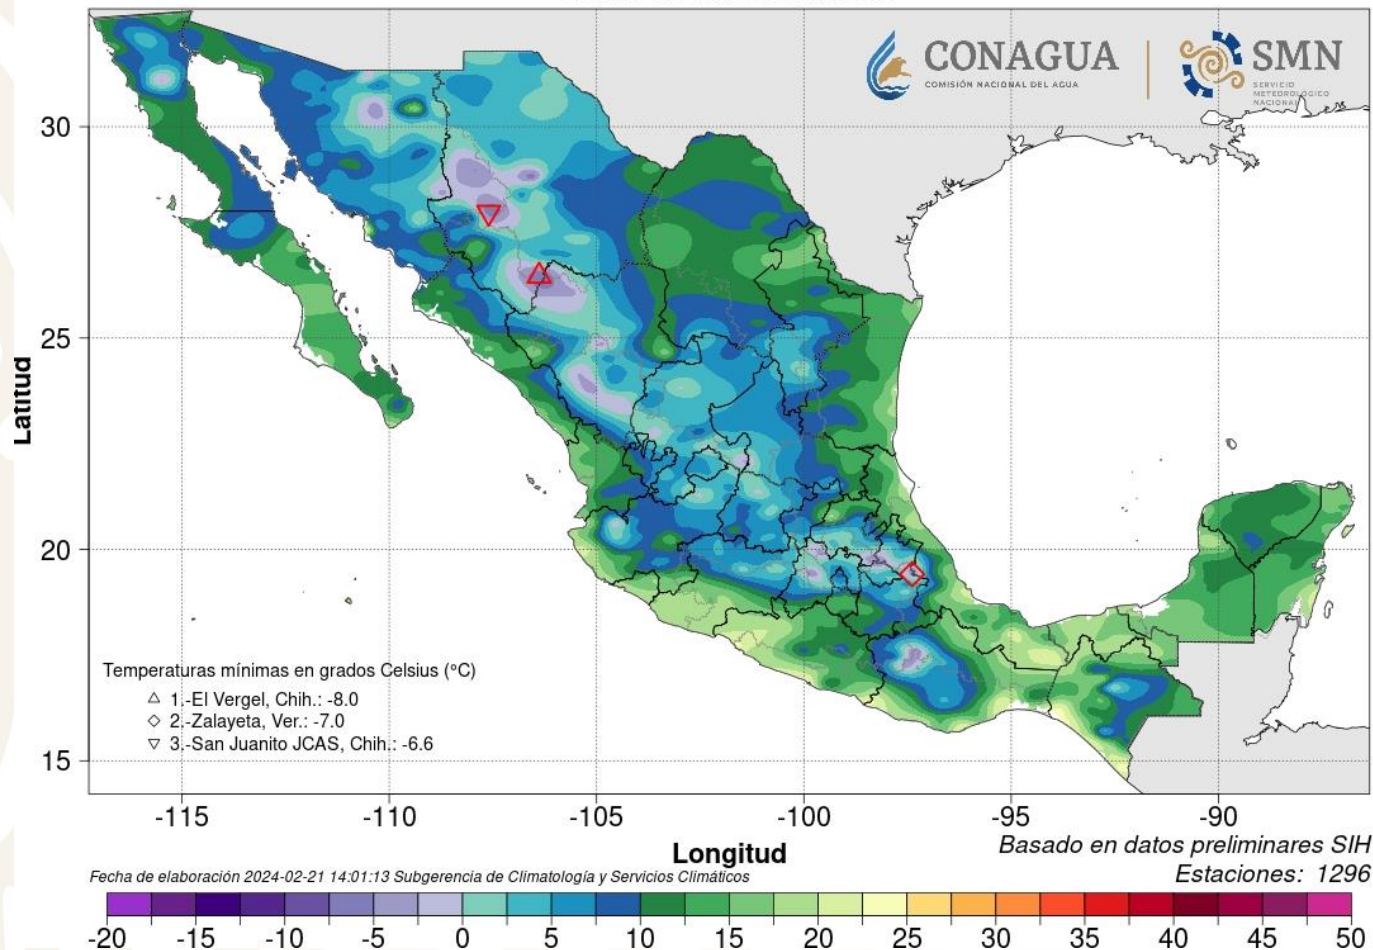 CONAGUA
COMISIÓN NACIONAL DEL AGUA
SMN
SERVICIO
METEOROLÓGICO
NACIONAL
30
25
20
15
Latitud
Temperaturas mínimas en grados Celsius (°C)
1.-El Vergel, Chih.: -8.0
2.-Zalayeta, Ver.: -7.0
3.-San Juanito JCAS, Chih.: -6.6
-115 -110 -105 -100 -95 -90
Longitud
Basado en datos preliminares SIH
Estaciones: 1296
Fecha de elaboración 2024-02-21 14:01:13 Subgerencia de Climatología y Servicios Climáticos
-20 -15 -10 -5 0 5 10 15 20 25 30 35 40 45 50